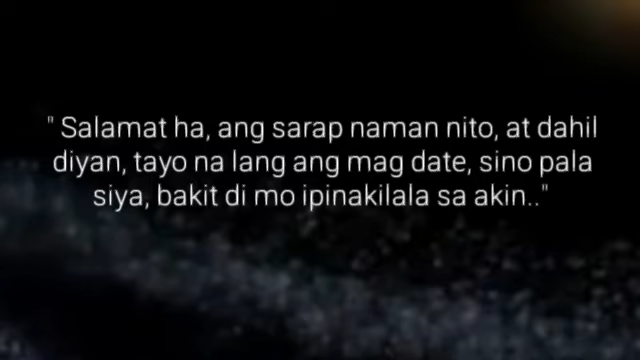 " Salamat ha, ang sarap naman nito, at dahil
diyan, tayo na lang ang mag date, sino pala
siya, bakit di mo ipinakilala sa akin.."